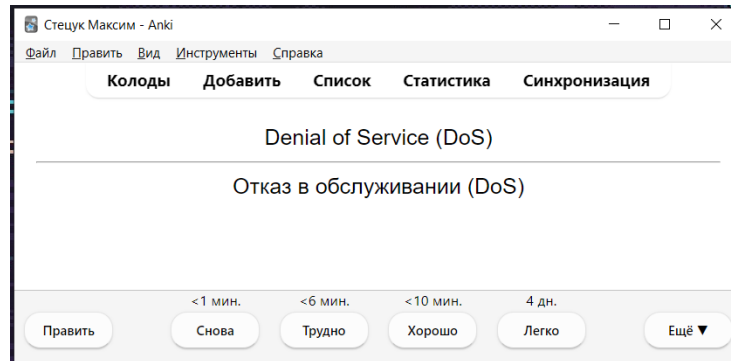 Стецук Максим - Anki
Файл Править Вид Инструменты Справка
Колоды Добавить Список Статистика Синхронизация
Denial of Service (DoS)
Отказ в обслуживании (DoS)
<1 мин. <6 мин. <10 мин. 4 дн.
Править Снова Трудно Хорошо Легко Ещё ▼